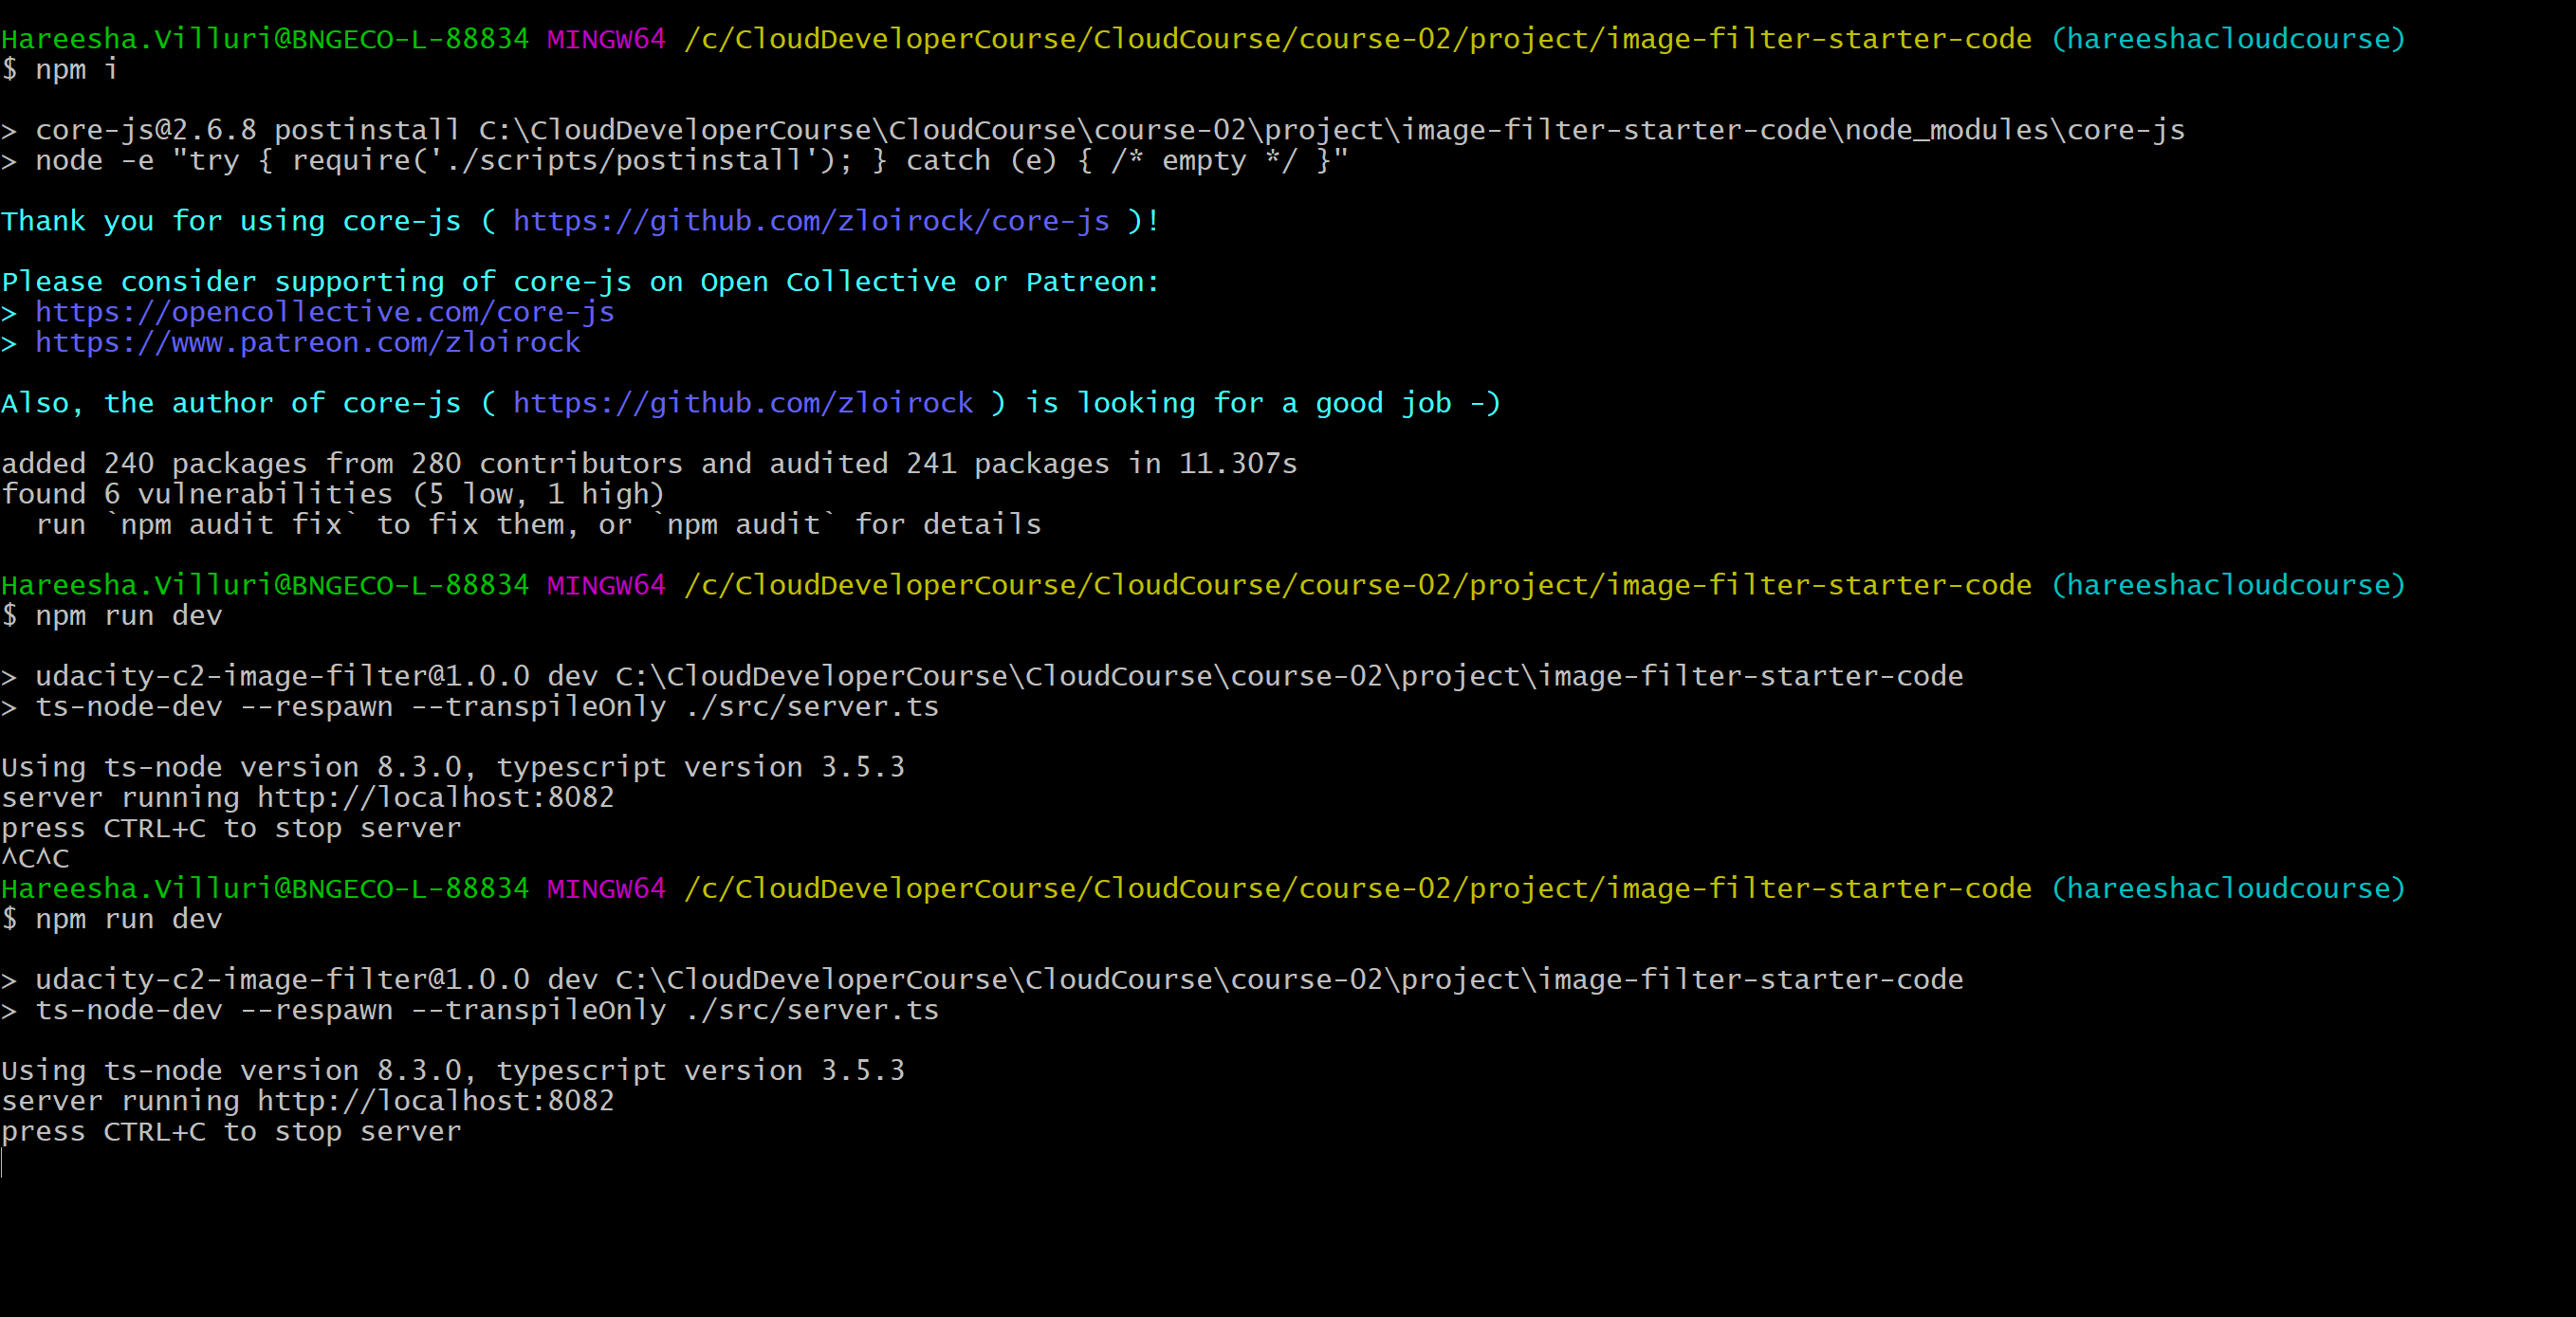 Hareesha.Villuri@BNGECO-L-88834 MINGW64 /c/CloudDeveloperCourse/CloudCourse/course-02/project/image-filter-starter-code (hareeshacloudcourse)
$ npm i
> core-js@2.6.8 postinstall C:\CloudDeveloperCourse\CloudCourse\course-02\project\image-filter-starter-code\node_modules\core-js
> node -e "try { require('./scripts/postinstall'); } catch (e) { /* empty */ }"
Thank you for using core-js ( https://github.com/zloirock/core-js )!
Please consider supporting of core-js on Open Collective or Patreon:
> https://opencollective.com/core-js
> https://www.patreon.com/zloirock
Also, the author of core-js ( https://github.com/zloirock ) is looking for a good job -)
added 240 packages from 280 contributors and audited 241 packages in 11.307s
found 6 vulnerabilities (5 low, 1 high)
  run `npm audit fix` to fix them, or `npm audit` for details
Hareesha.Villuri@BNGECO-L-88834 MINGW64 /c/CloudDeveloperCourse/CloudCourse/course-02/project/image-filter-starter-code (hareeshacloudcourse)
$ npm run dev
> udacity-c2-image-filter@1.0.0 dev C:\CloudDeveloperCourse\CloudCourse\course-02\project\image-filter-starter-code
> ts-node-dev --respawn --transpileOnly ./src/server.ts
Using ts-node version 8.3.0, typescript version 3.5.3
server running http://localhost:8082
press CTRL+C to stop server
^C^C
Hareesha.Villuri@BNGECO-L-88834 MINGW64 /c/CloudDeveloperCourse/CloudCourse/course-02/project/image-filter-starter-code (hareeshacloudcourse)
$ npm run dev
> udacity-c2-image-filter@1.0.0 dev C:\CloudDeveloperCourse\CloudCourse\course-02\project\image-filter-starter-code
> ts-node-dev --respawn --transpileOnly ./src/server.ts
Using ts-node version 8.3.0, typescript version 3.5.3
server running http://localhost:8082
press CTRL+C to stop server